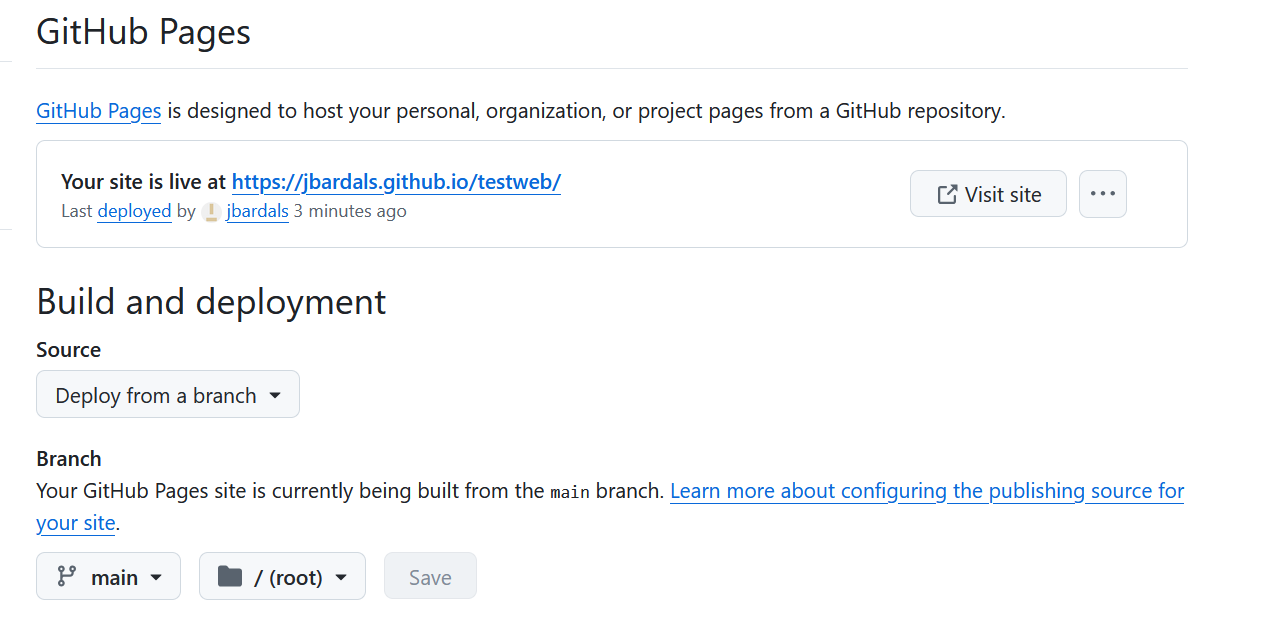 GitHub Pages
GitHub Pages is designed to host your personal, organization, or project pages from a GitHub repository.
Your site is live at https://jbardals.github.io/testweb/
Visit site
Last deployed by jbardals 3 minutes ago
Build and deployment
Source
Deploy from a branch
Branch
Your GitHub Pages site is currently being built from the main branch. Learn more about configuring the publishing source for
your site.
main / (root) Save